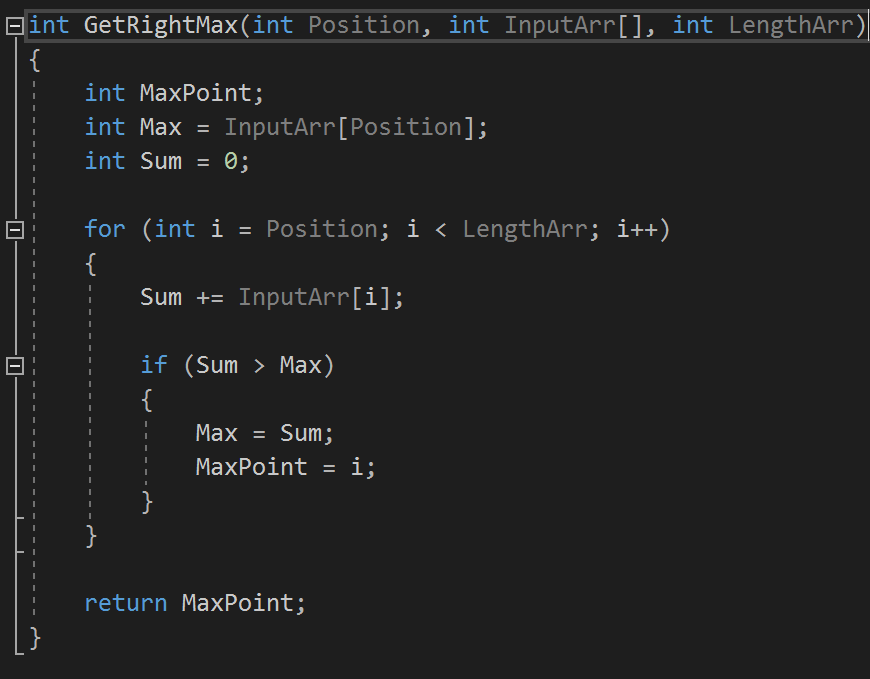 int GetRightMax(int Position, int InputArr[], int LengthArr)
{
    int MaxPoint;
    int Max = InputArr[Position];
    int Sum = 0;

    for (int i = Position; i < LengthArr; i++)
    {
        Sum += InputArr[i];

        if (Sum > Max)
        {
            Max = Sum;
            MaxPoint = i;
        }
    }

    return MaxPoint;
}